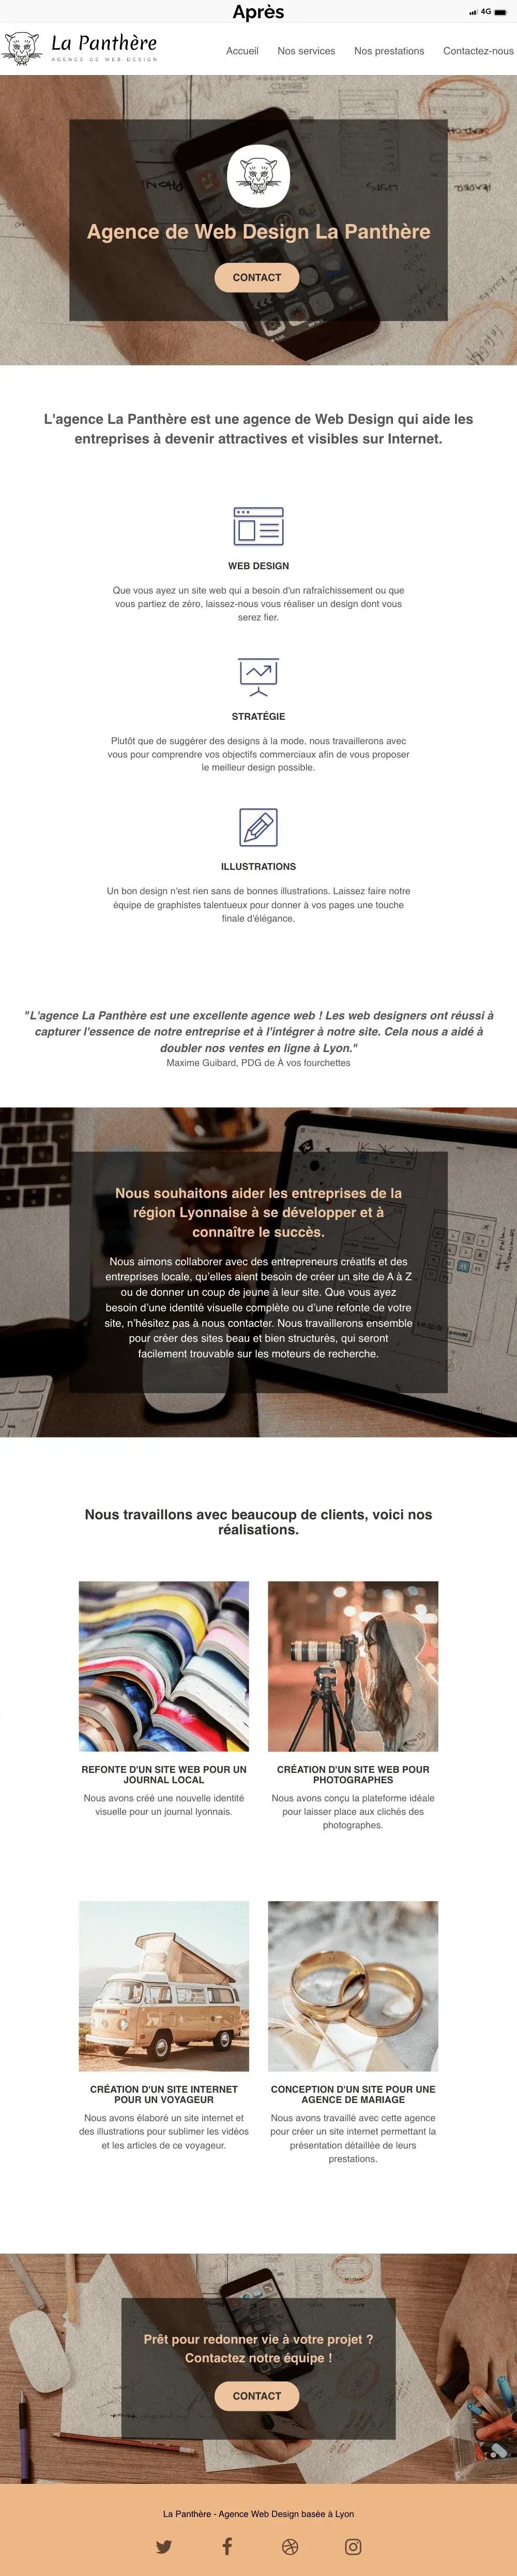 Après
4G
La Panthère
AGENCE DE WEB DESIGN
Accueil
Nos services
Nos prestations
Contactez-nous
Agence de Web Design La Panthère
CONTACT
L'agence La Panthère est une agence de Web Design qui aide les
entreprises à devenir attractives et visibles sur Internet.
WEB DESIGN
Que vous ayez un site web qui a besoin d'un rafraîchissement ou que
vous partiez de zéro, laissez-nous vous réaliser un design dont vous
serez fier.
STRATÉGIE
Plutôt que de suggérer des designs à la mode, nous travaillerons avec
vous pour comprendre vos objectifs commerciaux afin de vous proposer
le meilleur design possible.
ILLUSTRATIONS
Un bon design n'est rien sans de bonnes illustrations. Laissez faire notre
équipe de graphistes talentueux pour donner à vos pages une touche
finale d'élégance.
"L'agence La Panthère est une excellente agence web ! Les web designers ont réussi à
capturer l'essence de notre entreprise et à l'intégrer à notre site. Cela nous a aidé à
doubler nos ventes en ligne à Lyon."
Maxime Guibard, PDG de À vos fourchettes
Nous souhaitons aider les entreprises de la
région Lyonnaise à se développer et à
connaître le succès.
Nous aimons collaborer avec des entrepreneurs créatifs et des
entreprises locale, qu'elles aient besoin de créer un site de A à Z
ou de donner un coup de jeune à leur site. Que vous ayez
besoin d'une identité visuelle complète ou d'une refonte de votre
site, n'hésitez pas à nous contacter. Nous travaillerons ensemble
pour créer des sites beau et bien structurés, qui seront
facilement trouvable sur les moteurs de recherche.
Nous travaillons avec beaucoup de clients, voici nos
réalisations.
REFONTE D'UN SITE WEB POUR UN
JOURNAL LOCAL
Nous avons créé une nouvelle identité
visuelle pour un journal lyonnais.
CRÉATION D'UN SITE WEB POUR
PHOTOGRAPHES
Nous avons conçu la plateforme idéale
pour laisser place aux clichés des
photographes.
CRÉATION D'UN SITE INTERNET
POUR UN VOYAGEUR
Nous avons élaboré un site internet et
des illustrations pour sublimer les vidéos
et les articles de ce voyageur.
CONCEPTION D'UN SITE POUR UNE
AGENCE DE MARIAGE
Nous avons travaillé avec cette agence
pour créer un site internet permettant la
présentation détaillée de leurs
prestations.
Prêt pour redonner vie à votre projet ?
Contactez notre équipe !
CONTACT
La Panthère - Agence Web Design basée à Lyon